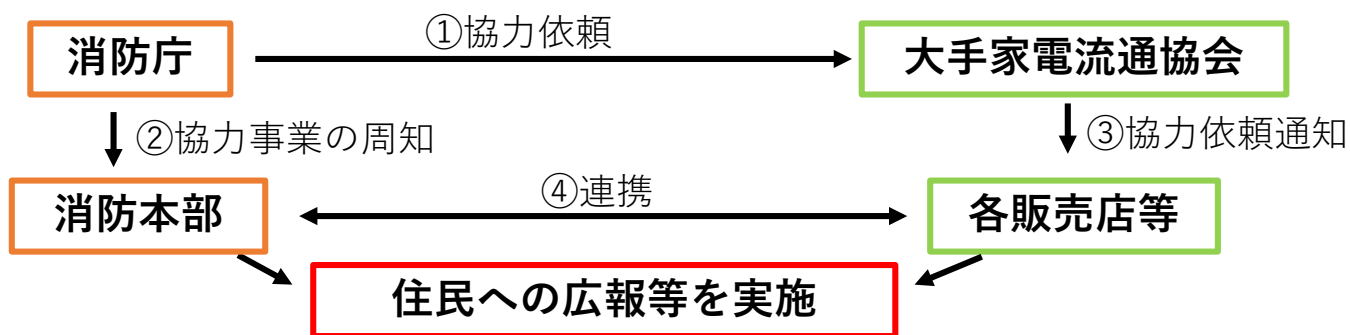 ①協力依頼
消防庁
大手家電流通協会
②協力事業の周知
③協力依頼通知
④連携
消防本部
各販売店等
住民への広報等を実施